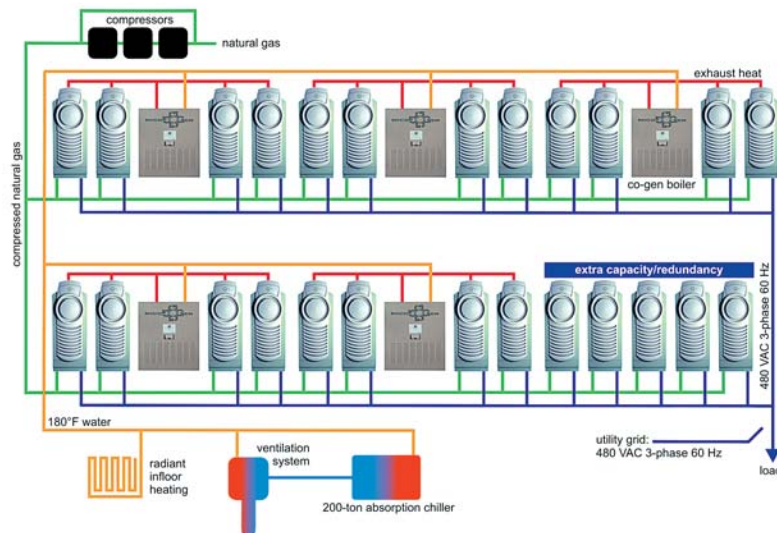 compressors
natural gas
exhaust heat
co-gen boiler
compressed natural gas
extra capacity/redundancy
480 VAC 3-phase 60 Hz
180°F water
radiant
infloor
heating
ventilation
system
200-ton absorption chiller
utility grid:
480 VAC 3-phase 60 Hz
load